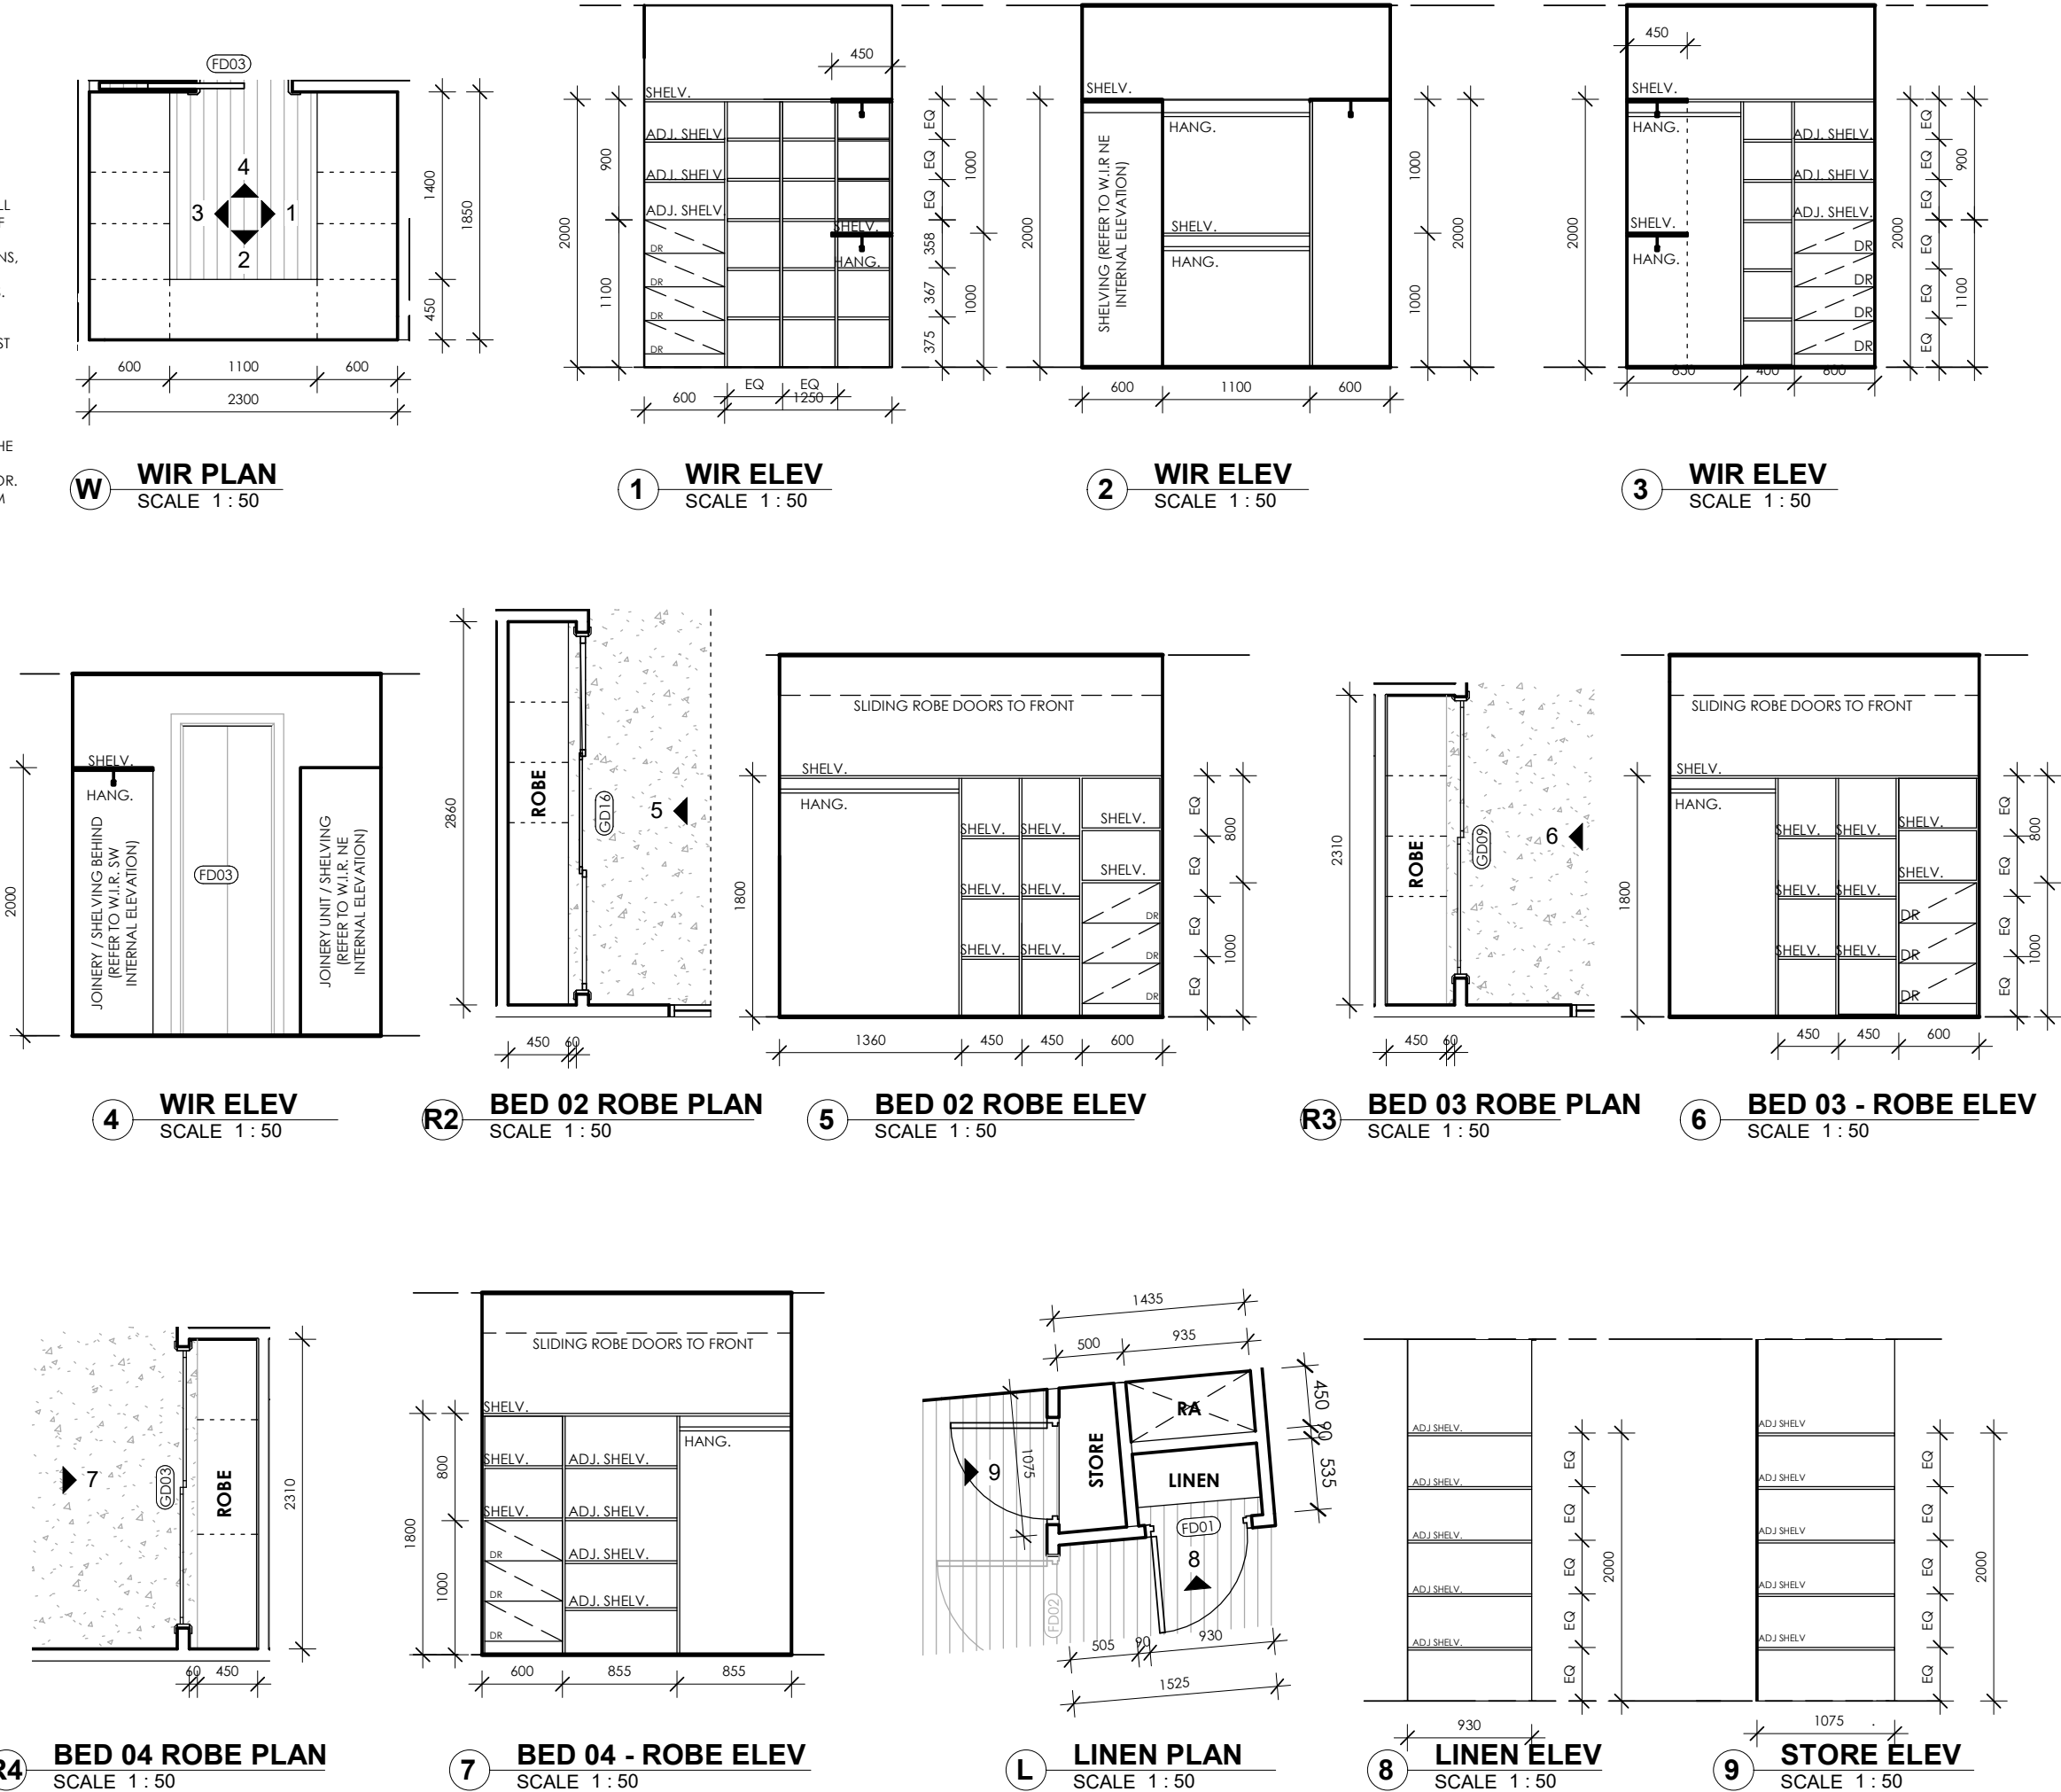 LL
F
NS,
.
ST
HE
OR.
M
FD03
4
3
1
2
1400
1850
450
600
1100
600
2300
W
WIR PLAN
SCALE 1 : 50
450
SHELV.
ADJ. SHELV.
ADJ. SHELV.
ADJ. SHELV.
SHELV.
HANG.
DR
DR
DR
DR
2000
900
1100
EQ
EQ
EQ
358
367
375
1000
1000
600
EQ
EQ
1250
1
WIR ELEV
SCALE 1 : 50
SHELV.
HANG.
SHELV.
HANG.
SHELVING (REFER TO W.I.R NE
INTERNAL ELEVATION)
2000
1000
1000
2000
600
1100
600
2
WIR ELEV
SCALE 1 : 50
450
SHELV.
HANG.
SHELV.
HANG.
ADJ. SHELV.
ADJ. SHELV.
ADJ. SHELV.
DR
DR
DR
DR
2000
2000
EQ
EQ
EQ
EQ
EQ
EQ
900
1100
850
400
600
3
WIR ELEV
SCALE 1 : 50
SHELV.
HANG.
JOINERY / SHELVING BEHIND
(REFER TO W.I.R. SW
INTERNAL ELEVATION)
FD03
JOINERY UNIT / SHELVING
(REFER TO W.I.R. NE
INTERNAL ELEVATION)
2000
4
WIR ELEV
SCALE 1 : 50
2860
ROBE
GD16
5
450
60
R2
BED 02 ROBE PLAN
SCALE 1 : 50
SLIDING ROBE DOORS TO FRONT
SHELV.
HANG.
SHELV.
SHELV.
SHELV.
SHELV.
SHELV.
SHELV.
SHELV.
SHELV.
DR
DR
DR
1800
EQ
EQ
EQ
EQ
800
1000
1360
450
450
600
5
BED 02 ROBE ELEV
SCALE 1 : 50
2310
ROBE
GD09
6
450
60
R3
BED 03 ROBE PLAN
SCALE 1 : 50
SLIDING ROBE DOORS TO FRONT
SHELV.
HANG.
SHELV.
SHELV.
SHELV.
SHELV.
SHELV.
SHELV.
SHELV.
SHELV.
DR
DR
DR
1800
EQ
EQ
EQ
EQ
800
1000
450
450
600
6
BED 03 - ROBE ELEV
SCALE 1 : 50
7
GD03
ROBE
2310
60
450
R4
BED 04 ROBE PLAN
SCALE 1 : 50
SLIDING ROBE DOORS TO FRONT
SHELV.
HANG.
SHELV.
ADJ. SHELV.
SHELV.
ADJ. SHELV.
DR
ADJ. SHELV.
DR
ADJ. SHELV.
DR
1800
800
1000
600
855
855
7
BED 04 - ROBE ELEV
SCALE 1 : 50
1435
500
935
450
90
535
RA
STORE
LINEN
1075
9
FD01
8
FD02
505
90
930
1525
L
LINEN PLAN
SCALE 1 : 50
ADJ SHELV.
ADJ SHELV.
ADJ SHELV.
ADJ SHELV.
ADJ SHELV.
EQ
EQ
EQ
EQ
EQ
2000
930
8
LINEN ELEV
SCALE 1 : 50
ADJ SHELV
ADJ SHELV
ADJ SHELV
ADJ SHELV
ADJ SHELV
EQ
EQ
EQ
EQ
EQ
2000
1075
9
STORE ELEV
SCALE 1 : 50